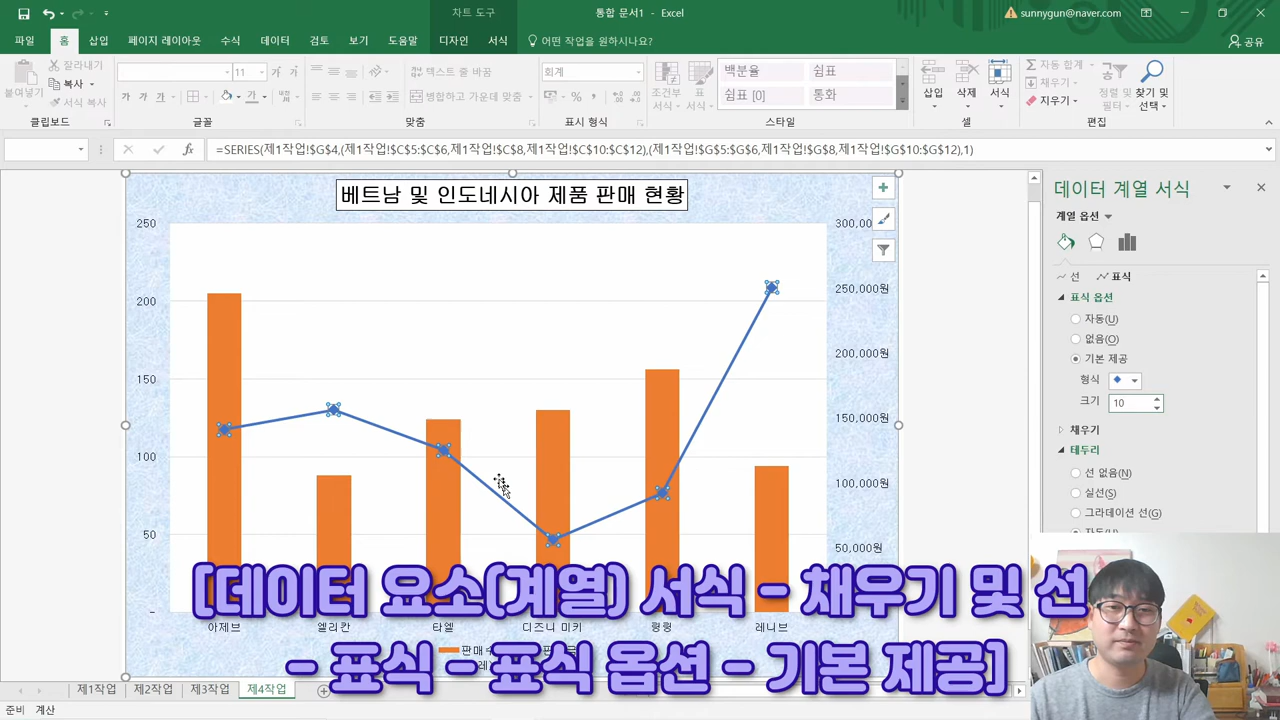 차트 도구
통합 문서1 - Excel
sunnygun@naver.com
파일 홈 삽입 페이지 레이아웃 수식 데이터 검토 보기 도움말 디자인 서식 어떤 작업을 원하시나요?
공유
붙여넣기
잘라내기
복사
서식 복사
클립보드
11
가 가 가
글꼴
텍스트 줄 바꿈
병합하고 가운데 맞춤
맞춤
회계
표시 형식
조건부 서식
표 서식
백분율 쉼표
쉼표 [0] 통화
스타일
삽입 삭제 서식
셀
자동 합계
채우기
지우기
정렬 및 필터
찾기 및 선택
편집
=SERIES(제1작업!$G$4,(제1작업!$C$5:$C$6,제1작업!$C$8,제1작업!$C$10:$C$12),(제1작업!$G$5:$G$6,제1작업!$G$8,제1작업!$G$10:$G$12),1)
베트남 및 인도네시아 제품 판매 현황
250 300,00
200 250,000원
200,000원
150
150,000원
100 100,000원
50 50,000원
아제브 엘리칸 타엘 디즈니 미키 펑펑 레니브
데이터 계열 서식
계열 옵션
선 표식
표식 옵션
자동(U)
없음(O)
기본 제공
형식
크기 10
채우기
테두리
선 없음(N)
실선(S)
그라데이션 선(G)
[데이터 요소(계열) 서식 - 채우기 및 선
- 표식 - 표식 옵션 - 기본 제공]
제1작업 제2작업 제3작업 제4작업
준비 계산